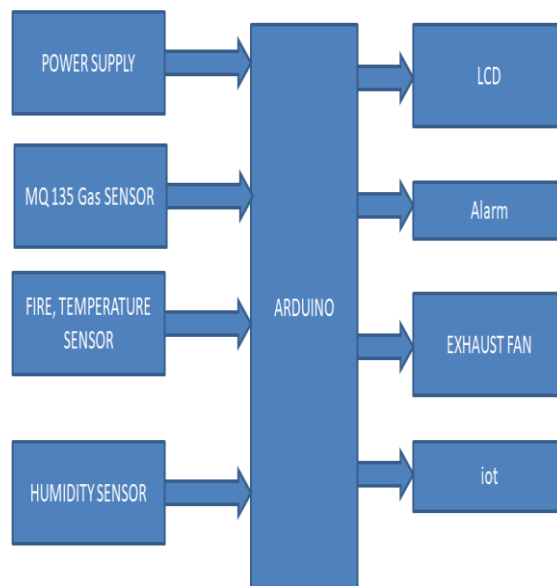 POWER SUPPLY
MQ 135 Gas SENSOR
FIRE, TEMPERATURE
SENSOR
HUMIDITY SENSOR
ARDUINO
LCD
Alarm
EXHAUST FAN
iot